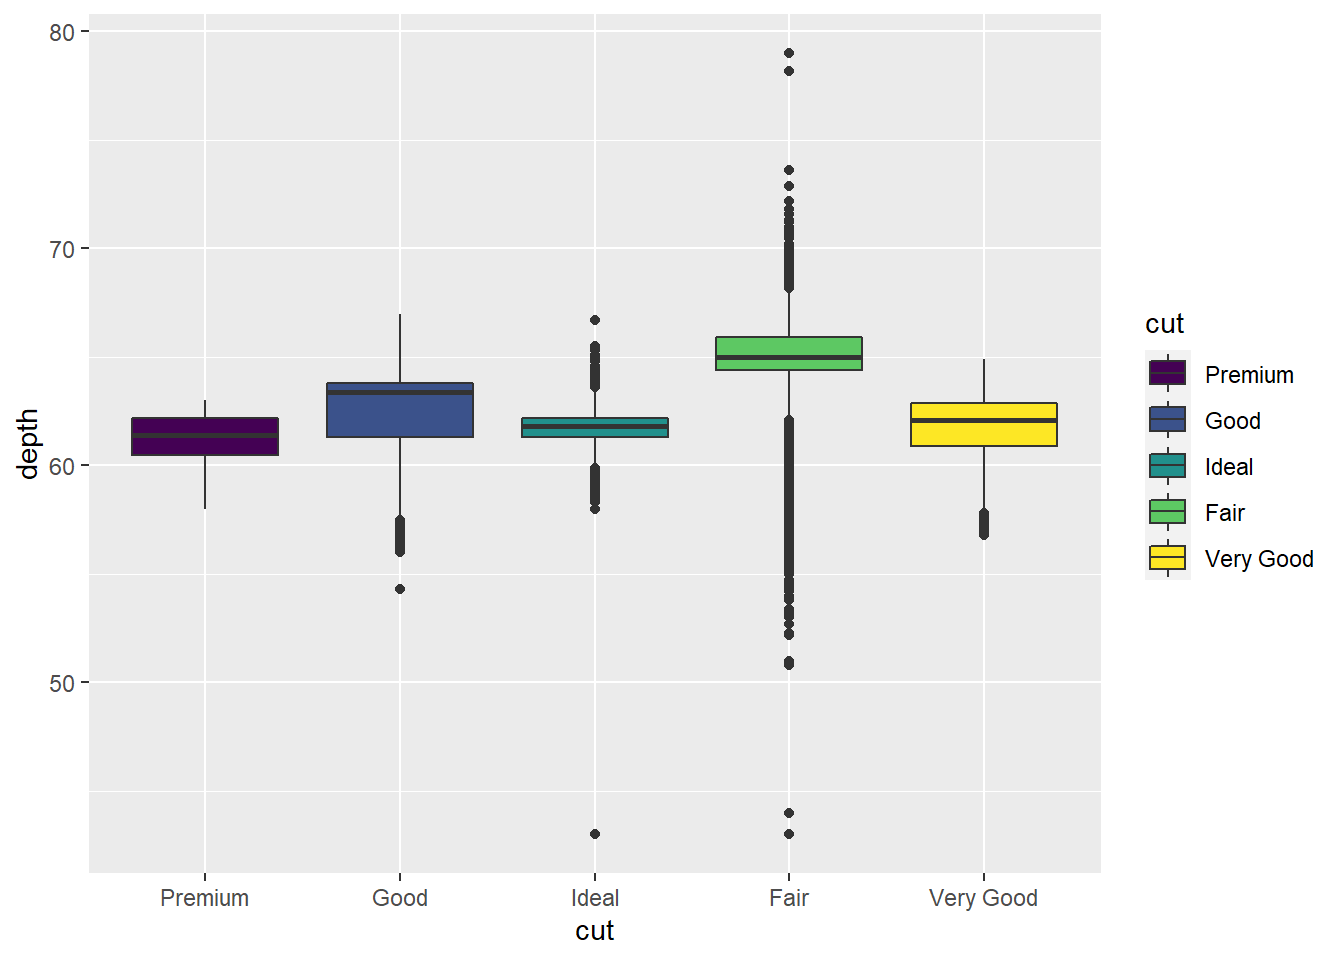 80
70
60
50
depth
Premium
Good
Ideal
Fair
Very Good
cut
cut
Premium
Good
Ideal
Fair
Very Good